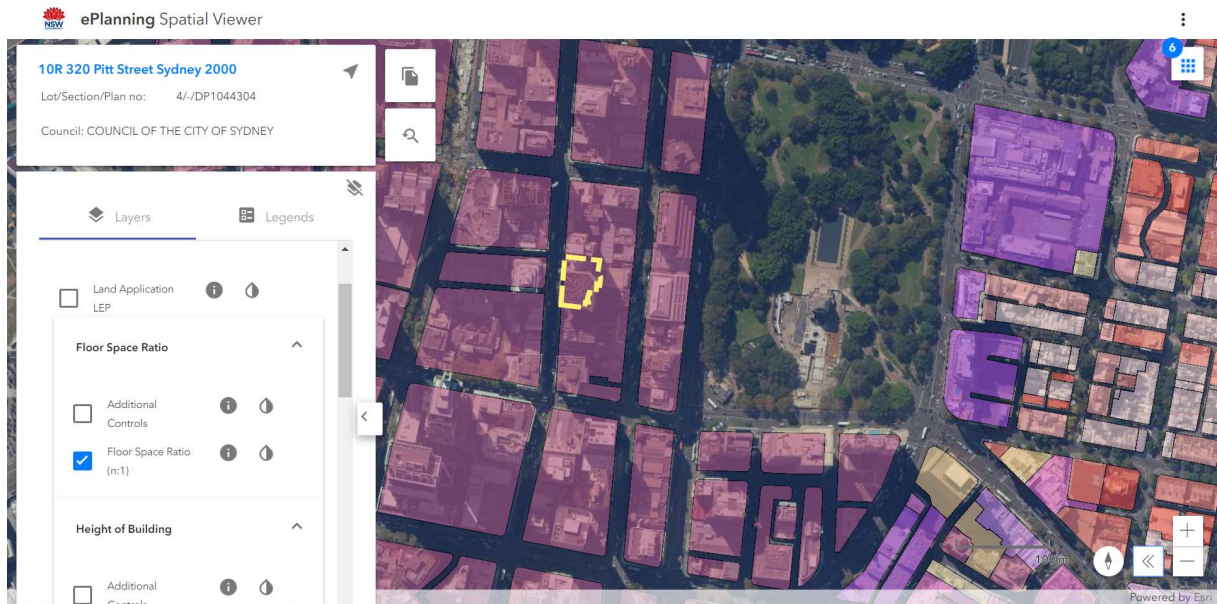 NSW
ePlanning Spatial Viewer
10R 320 Pitt Street Sydney 2000
Lot/Section/Plan no: 4/-/DP1044304
Council: COUNCIL OF THE CITY OF SYDNEY
6
Layers
Legends
Land Application
LEP
Floor Space Ratio
Additional
Controls
Floor Space Ratio
(n:1)
Height of Building
Additional
Controls
100 m
Powered by Esri